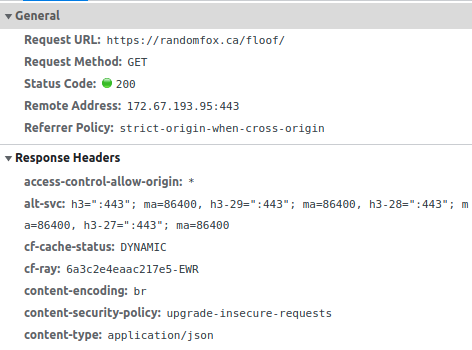 General
Request URL: https://randomfox.ca/floof/
Request Method: GET
Status Code: 200
Remote Address: 172.67.193.95:443
Referrer Policy: strict-origin-when-cross-origin
Response Headers
access-control-allow-origin: *
alt-svc: h3=":443"; ma=86400, h3-29=":443"; ma=86400, h3-28=":443"; m
a=86400, h3-27=":443"; ma=86400
cf-cache-status: DYNAMIC
cf-ray: 6a3c2e4eaac217e5-EWR
content-encoding: br
content-security-policy: upgrade-insecure-requests
content-type: application/json